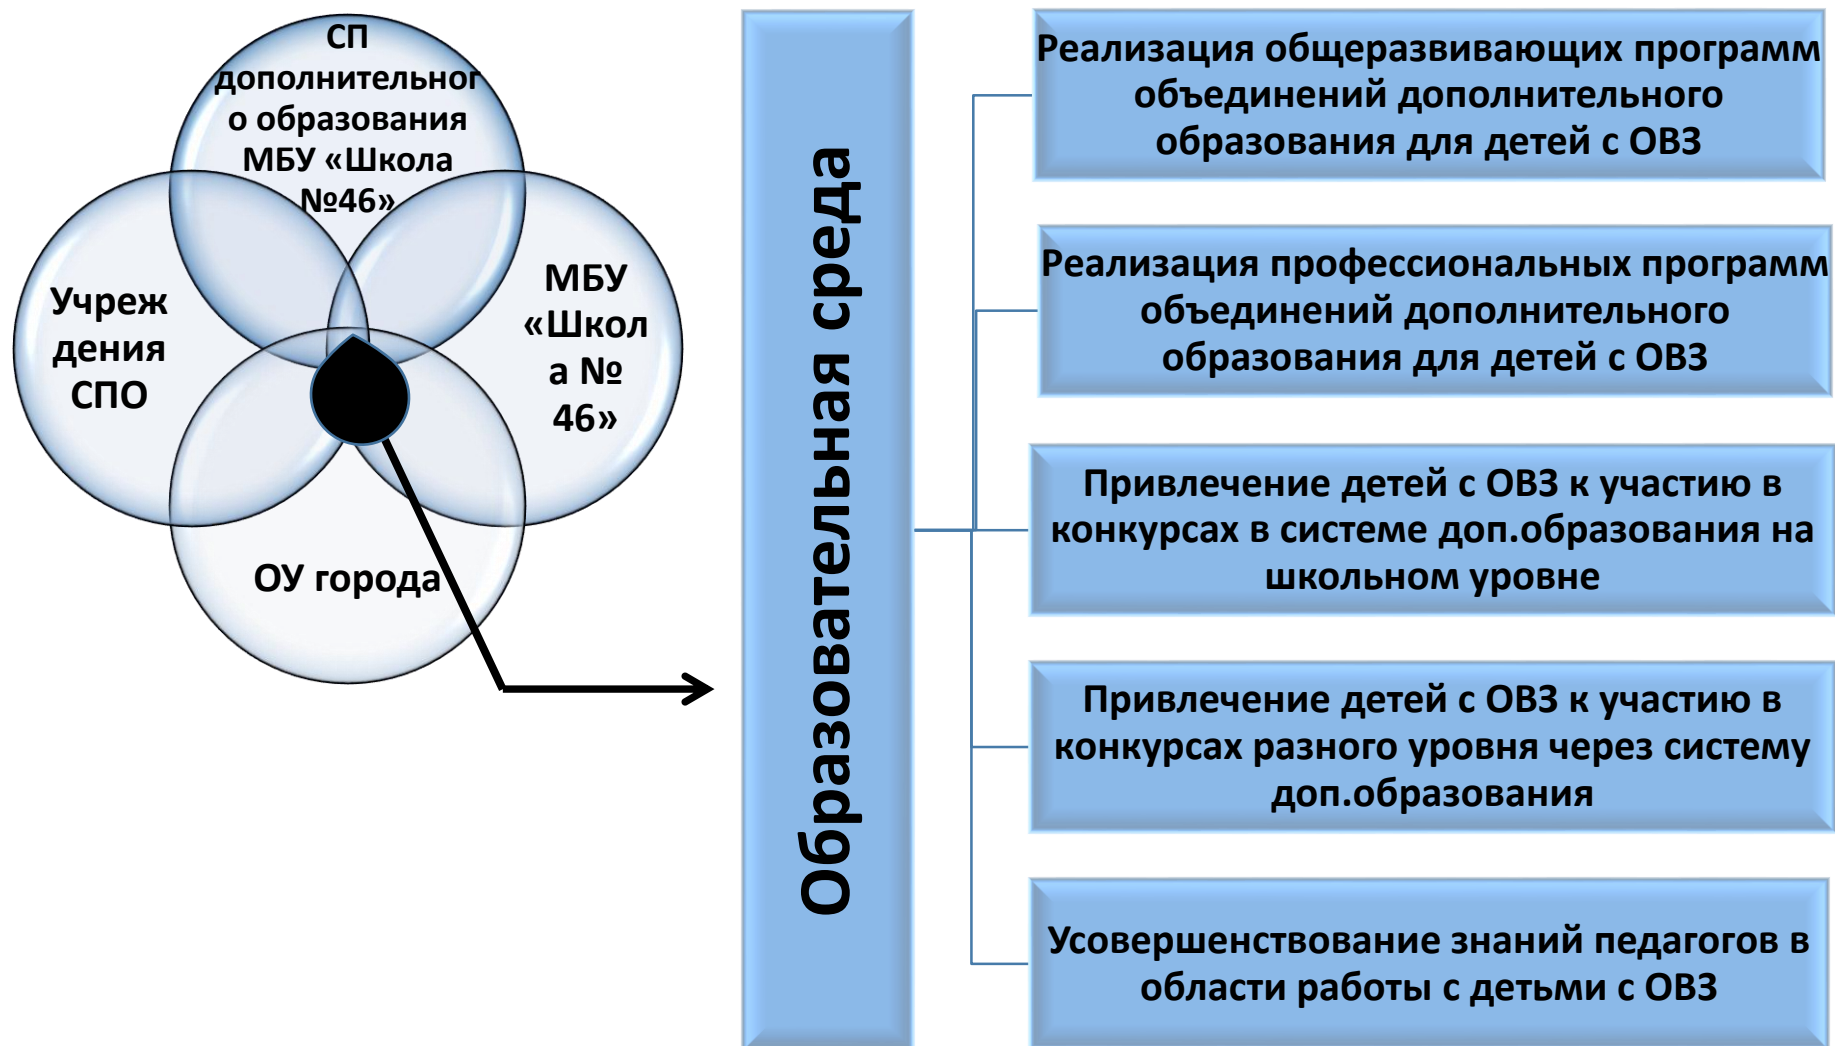 СП
дополнительног
о образования
МБУ «Школа
№46»
Учреж
дения
СПО
МБУ
«Школ
а №
46»
ОУ города
Образовательная среда
Реализация общеразвивающих программ
объединений дополнительного
образования для детей с ОВЗ
Реализация профессиональных программ
объединений дополнительного
образования для детей с ОВЗ
Привлечение детей с ОВЗ к участию в
конкурсах в системе доп.образования на
школьном уровне
Привлечение детей с ОВЗ к участию в
конкурсах разного уровня через систему
доп.образования
Усовершенствование знаний педагогов в
области работы с детьми с ОВЗ